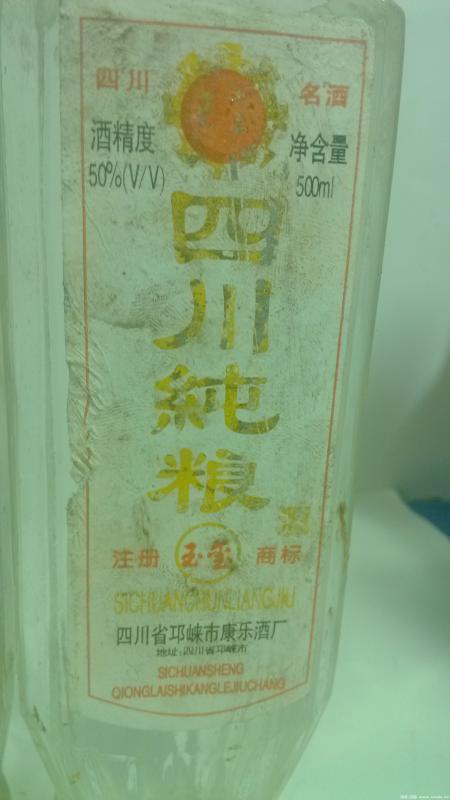 四川 名酒
酒精度 净含量
50%(V/V) 500ml
四川純粮
酒
注册 玉玺 商标
SICHUANCHUNLIANGJIU
四川省邛崃市康乐酒厂
地址:四川省邛崃市
SICHUANSHENG
QIONGLAISHIKANGLEJIUCHANG